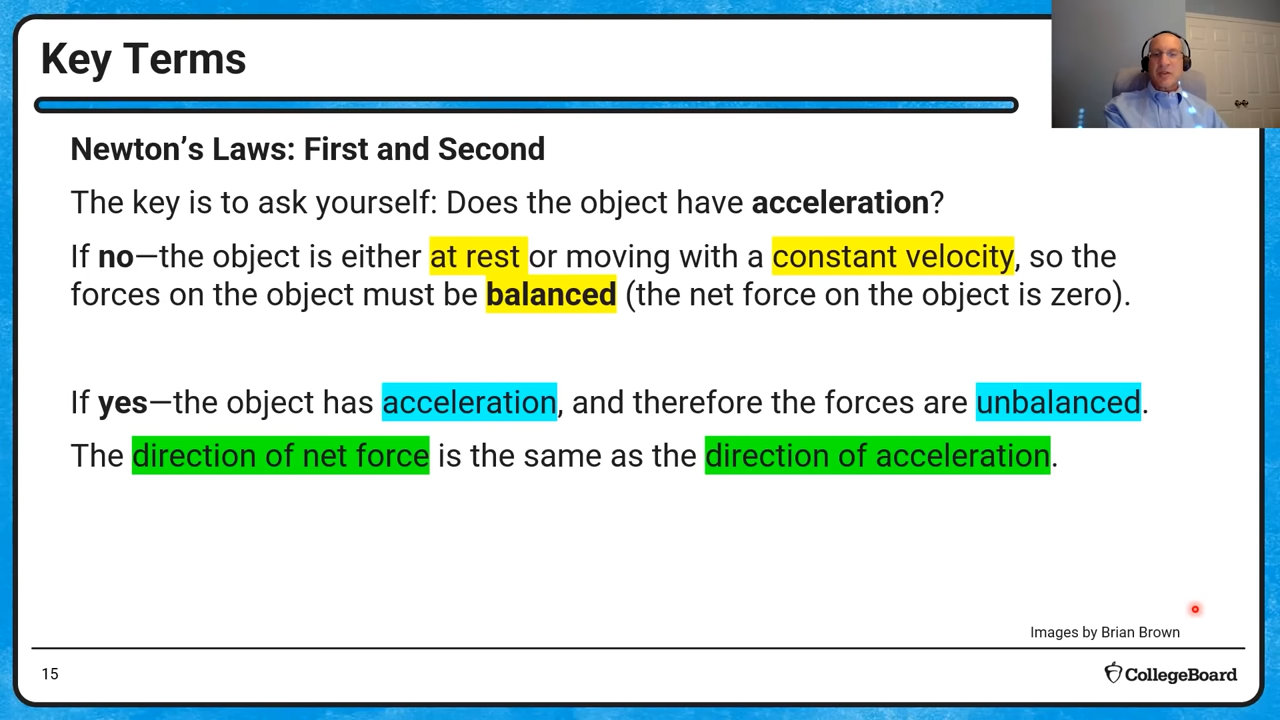 Key Terms
Newton’s Laws: First and Second
The key is to ask yourself: Does the object have acceleration?
If no—the object is either at rest or moving with a constant velocity, so the
forces on the object must be balanced (the net force on the object is zero).
If yes—the object has acceleration, and therefore the forces are unbalanced.
The direction of net force is the same as the direction of acceleration.
Images by Brian Brown
15
CollegeBoard